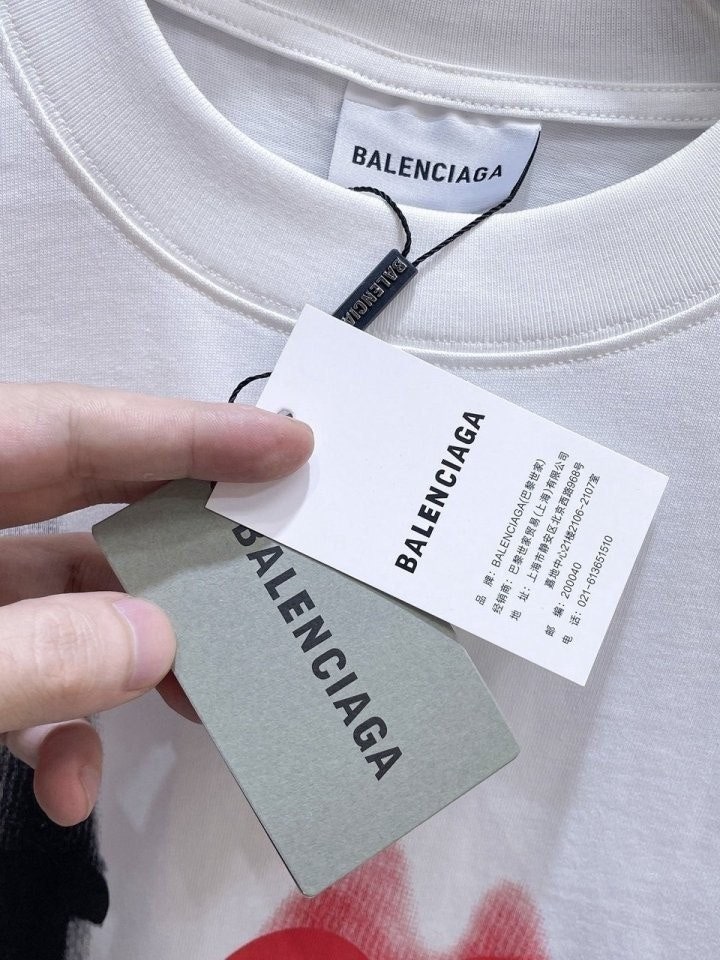 BALENCIAGA
BALENCIAGA
BALENCIAGA
品 牌：BALENCIAGA(巴黎世家)
经销商：巴黎世家贸易(上海)有限公司
地 址：上海市静安区北京西路968号
嘉地中心21楼2106-2107室
邮 编：200040
电 话：021-613651510
BALENCIAGA